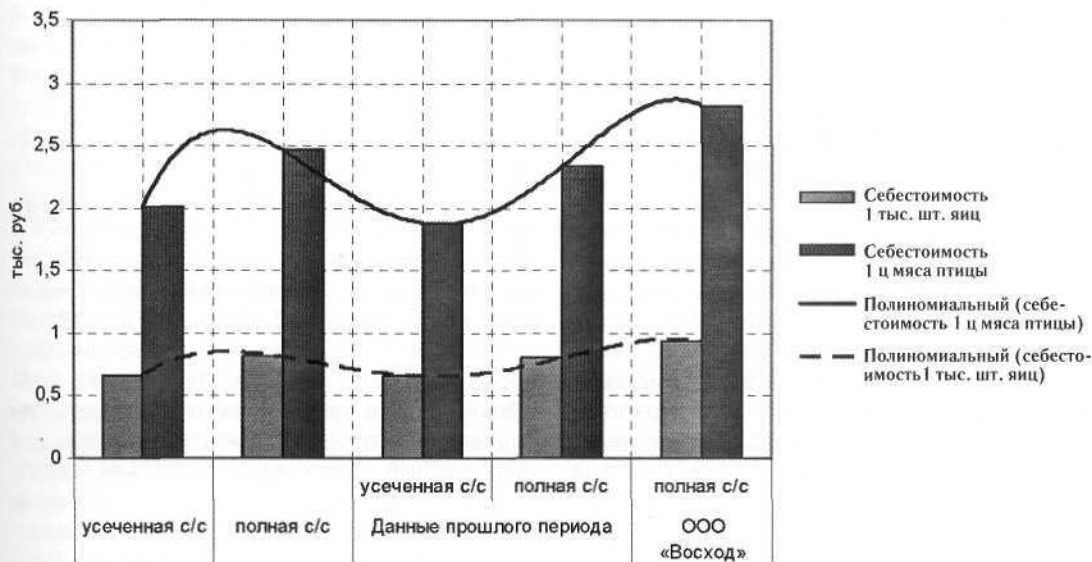 3,5
3
2,5
2
1,5
1
0,5
0
тыс. руб.
усеченная с/с
полная с/с
полная с/с
усеченная с/с
полная с/с
Данные прошлого периода
ООО
«Восход»
Себестоимость
1 тыс. шт. яиц
Себестоимость
1 ц мяса птицы
Полиномиальный (себе-
стоимость 1 ц мяса птицы)
Полиномиальный (себесто-
имость1 тыс. шт. яиц)